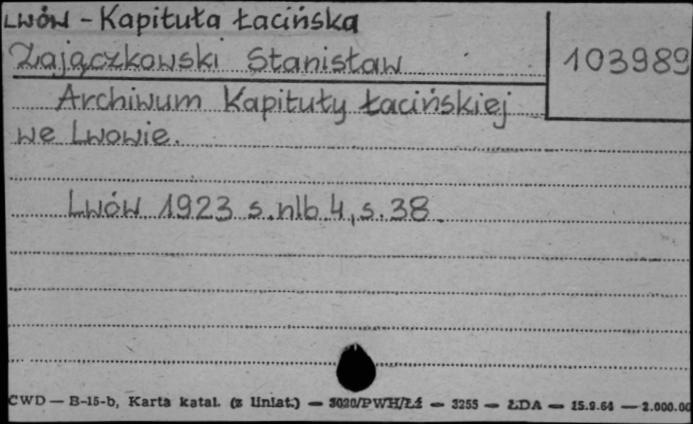 Lwów - Kapituła Łacińska
Zajączkowski Stanisław
103989
Archiwum Kapituły Łacińskiej
we Lwowie.
Lwów 1923 s.nlb 4, s. 38.
CWD — B-15-b, Karta katal. (z liniat.) — 3020/PWH/Ł1 — 3255 — ŁDA — 15.9.64 — 2.000.00